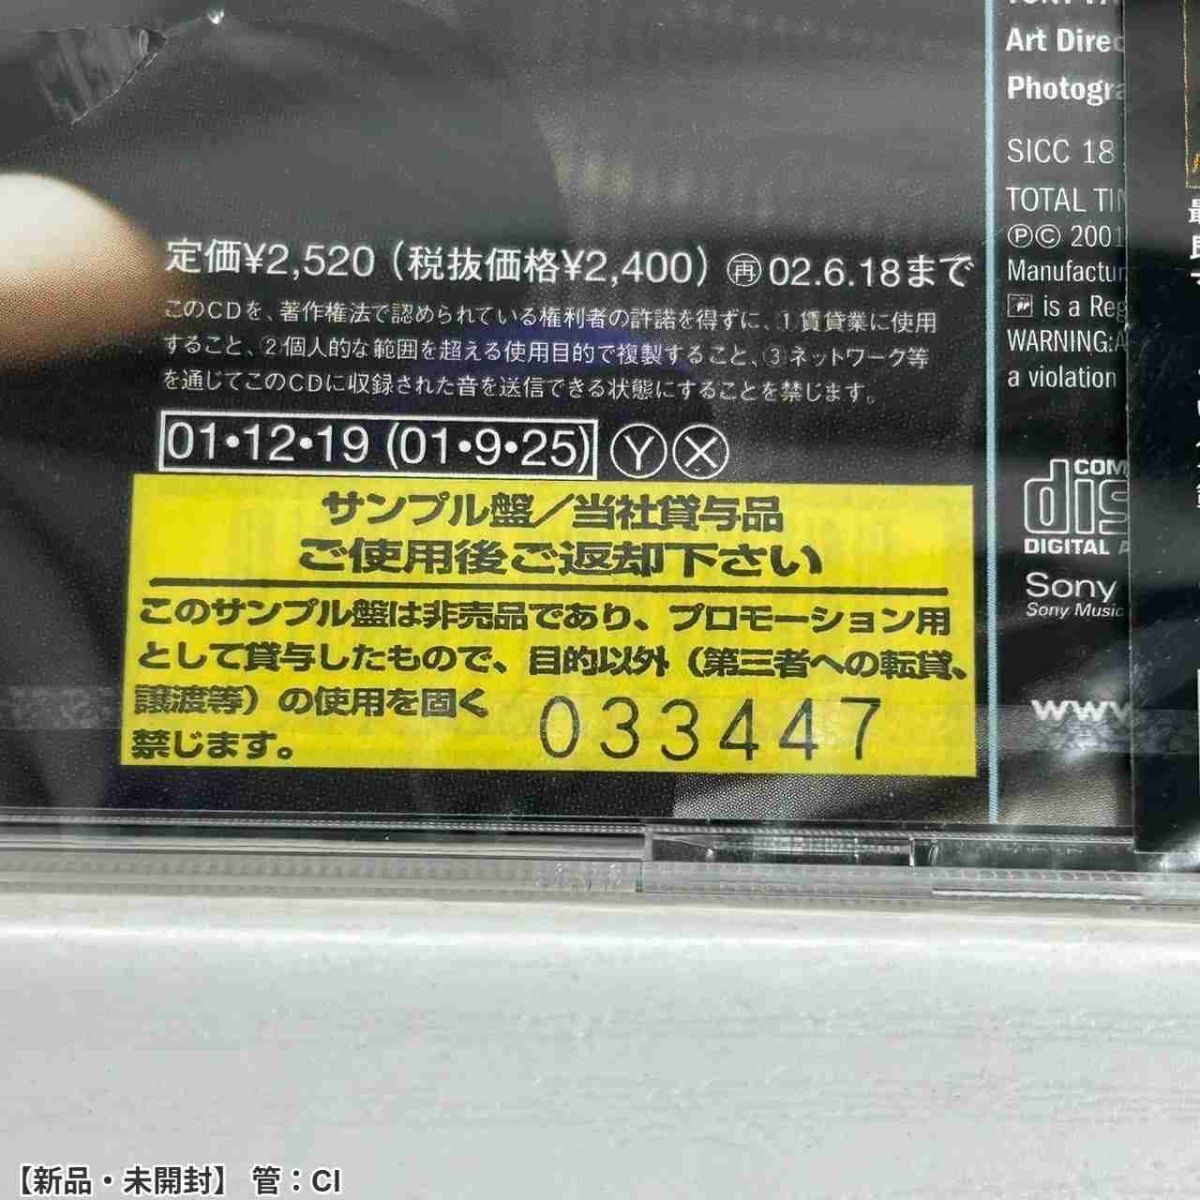 定価¥2,520（税抜価格¥2,400）再02.6.18まで
このCDを、著作権法で認められている権利者の許諾を得ずに、①賃貸業に使用
すること、②個人的な範囲を超える使用目的で複製すること、③ネットワーク等
を通じてこのCDに収録された音を送信できる状態にすることを禁じます。
01•12•19 (01•9•25) Ⓨ Ⓧ
サンプル盤／当社貸与品
ご使用後ご返却下さい
このサンプル盤は非売品であり、プロモーション用
として貸与したもので、目的以外（第三者への転貸、
譲渡等）の使用を固く
禁じます。
033447
Art Direc
Photogra
SICC 18
TOTAL TI
Ⓟ© 2001
Manufactur
is a Reg
WARNING:A
a violation
COM
dis
DIGITAL A
Sony
Sony Music
www.
【新品・未開封】 管：CI